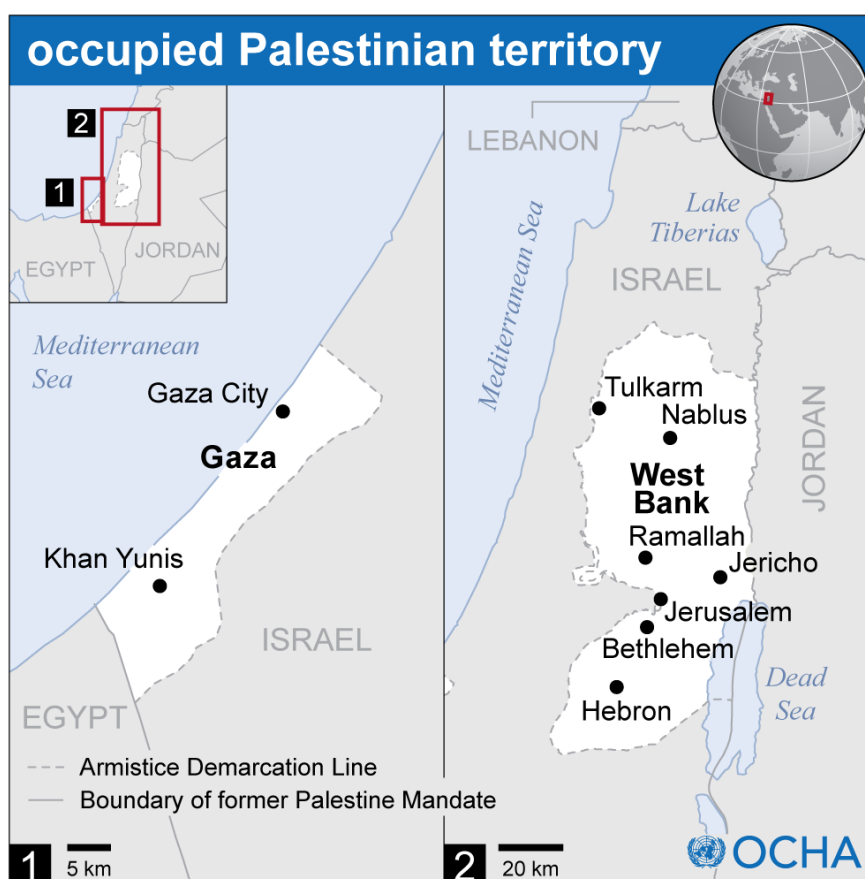 occupied Palestinian territory
2
1
EGYPT
JORDAN
Mediterranean
Sea
Gaza City
Gaza
Khan Yunis
ISRAEL
EGYPT
Armistice Demarcation Line
Boundary of former Palestine Mandate
1
5 km
LEBANON
Mediterranean Sea
Lake
Tiberias
ISRAEL
Tulkarm
Nablus
West
Bank
JORDAN
Ramallah
Jericho
Jerusalem
Bethlehem
Hebron
Dead
Sea
2
20 km
OCHA